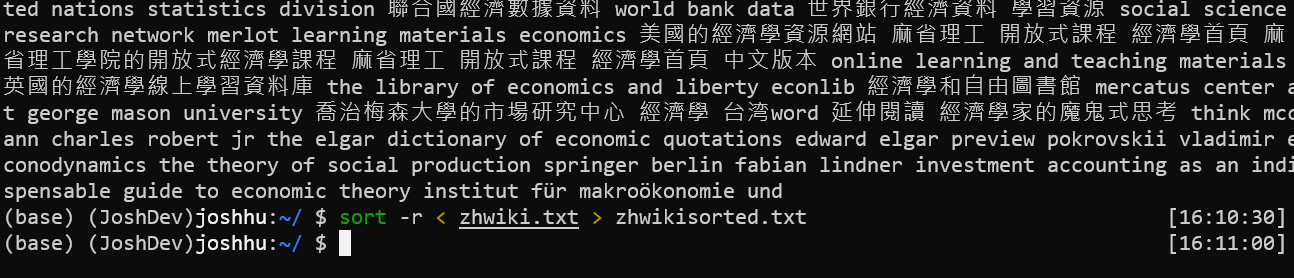 ted nations statistics division 聯合國經濟數據資料 world bank data 世界銀行經濟資料 學習資源 social science
research network merlot learning materials economics 美國的經濟學資源網站 麻省理工 開放式課程 經濟學首頁 麻
省理工學院的開放式經濟學課程 麻省理工 開放式課程 經濟學首頁 中文版本 online learning and teaching materials
英國的經濟學線上學習資料庫 the library of economics and liberty econlib 經濟學和自由圖書館 mercatus center a
t george mason university 喬治梅森大學的市場研究中心 經濟學 台湾word 延伸閱讀 經濟學家的魔鬼式思考 think mcc
ann charles robert jr the elgar dictionary of economic quotations edward elgar preview pokrovskii vladimir e
conodynamics the theory of social production springer berlin fabian lindner investment accounting as an indi
spensable guide to economic theory institut für makroökonomie und
(base) (JoshDev)joshhu:~/ $ sort -r < zhwiki.txt > zhwikisorted.txt [16:10:30]
(base) (JoshDev)joshhu:~/ $ [16:11:00]